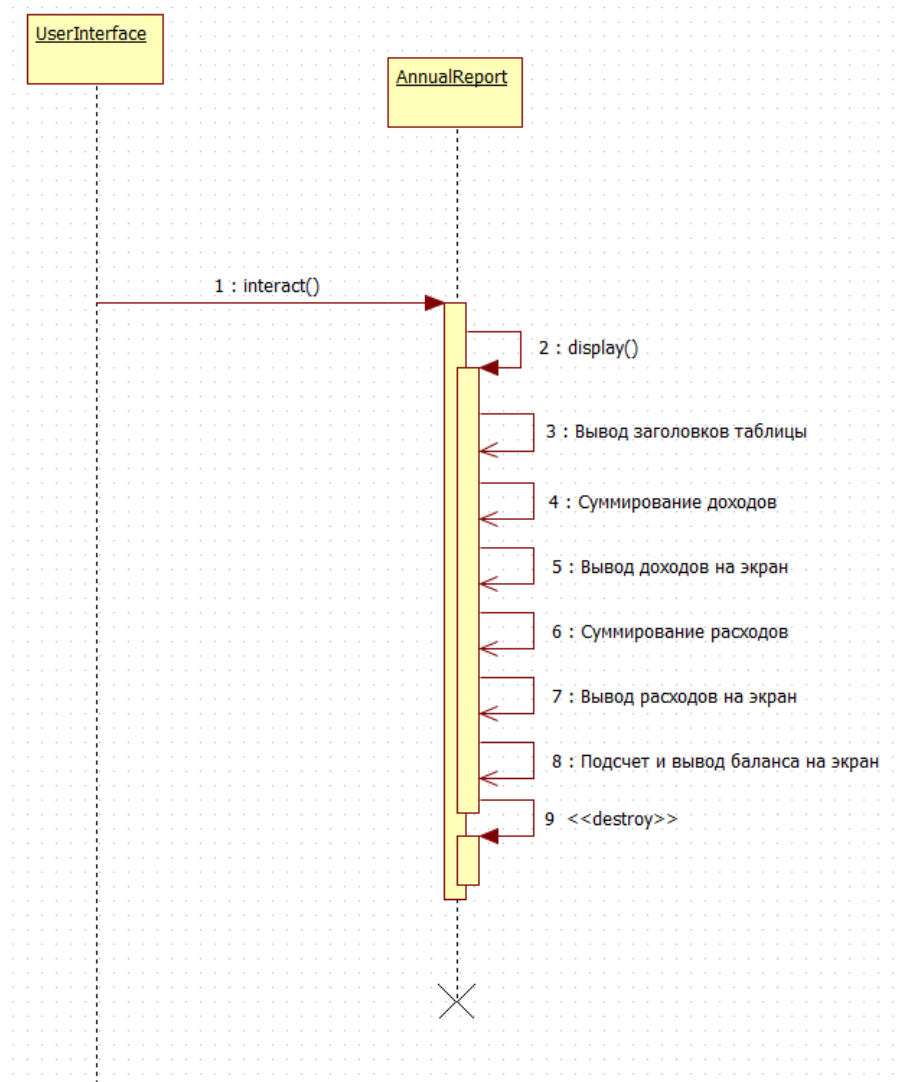 UserInterface
AnnualReport
1 : interact()
2 : display()
3 : Вывод заголовков таблицы
4 : Суммирование доходов
5 : Вывод доходов на экран
6 : Суммирование расходов
7 : Вывод расходов на экран
8 : Подсчет и вывод баланса на экран
9 <<destroy>>